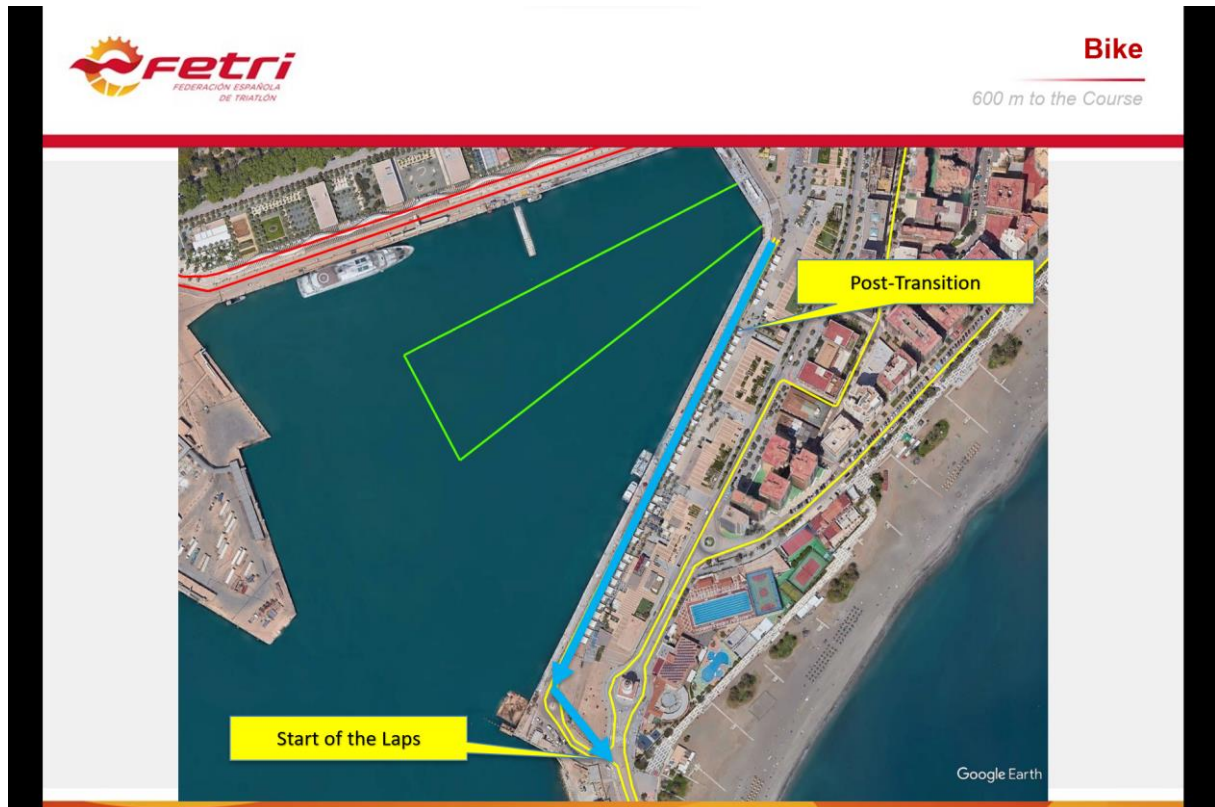 Fetri
FEDERACIÓN ESPAÑOLA
DE TRIATLÓN
Bike
600 m to the Course
Post-Transition
Start of the Laps
Google Earth